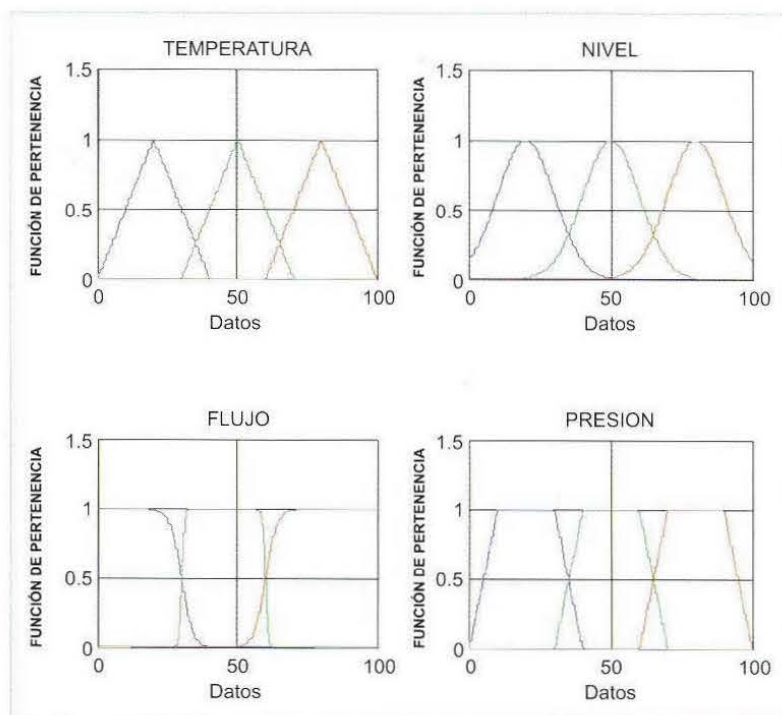 TEMPERATURA
FUNCIÓN DE PERTENENCIA
1.5
1
0.5
0
0
50
100
Datos
NIVEL
FUNCIÓN DE PERTENENCIA
1.5
1
0.5
0
0
50
100
Datos
FLUJO
FUNCIÓN DE PERTENENCIA
1.5
1
0.5
0
0
50
100
Datos
PRESION
FUNCIÓN DE PERTENENCIA
1.5
1
0.5
0
0
50
100
Datos